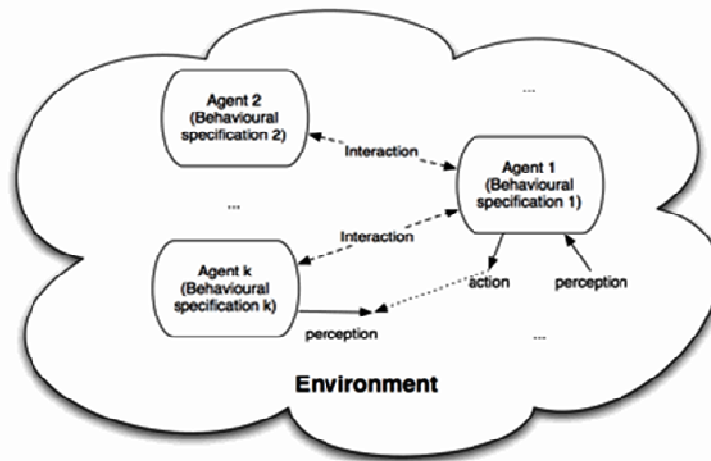 Agent 2
(Behavioural
specification 2)
...
Interaction
Agent 1
(Behavioural
specification 1)
...
Interaction
Agent k
(Behavioural
specification k)
action
perception
perception
...
Environment